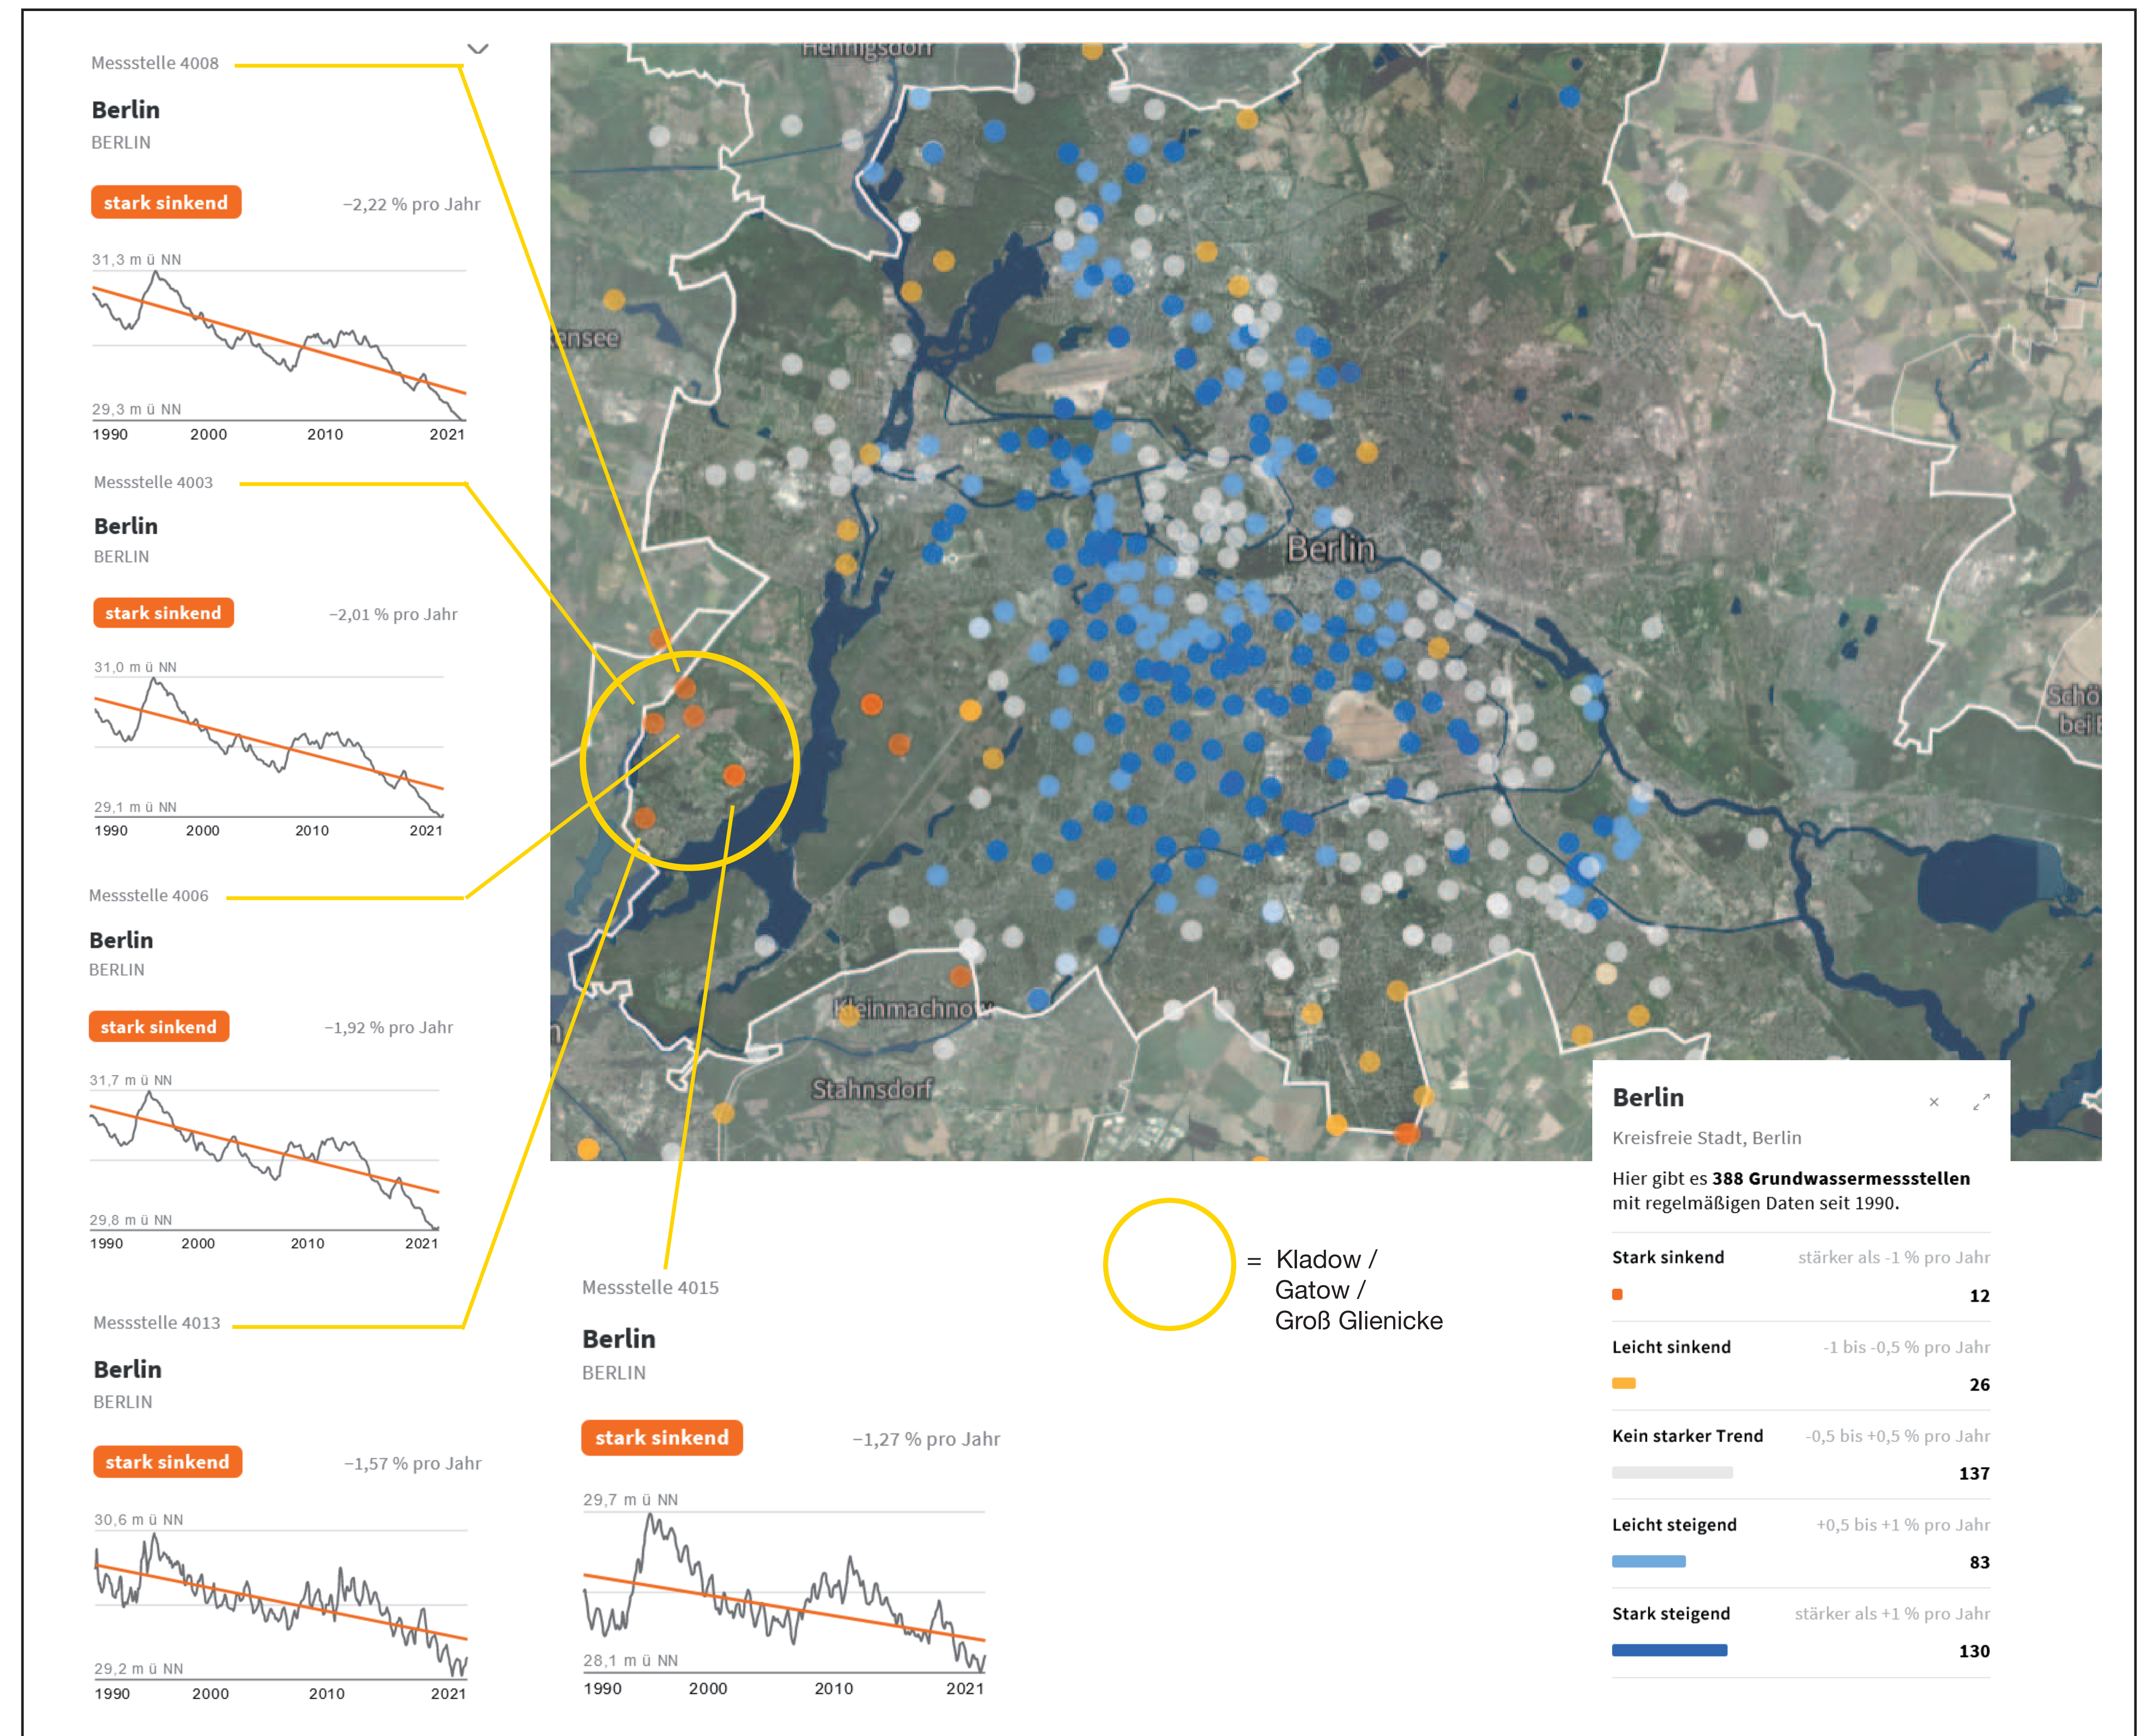 Messstelle 4008
Berlin
BERLIN
stark sinkend
−2,22 % pro Jahr
31,3 m ü NN
29,3 m ü NN
1990 2000 2010 2021
Messstelle 4003
Berlin
BERLIN
stark sinkend
−2,01 % pro Jahr
31,0 m ü NN
29,1 m ü NN
1990 2000 2010 2021
Messstelle 4006
Berlin
BERLIN
stark sinkend
−1,92 % pro Jahr
31,7 m ü NN
29,8 m ü NN
1990 2000 2010 2021
Messstelle 4013
Berlin
BERLIN
stark sinkend
−1,57 % pro Jahr
30,6 m ü NN
29,2 m ü NN
1990 2000 2010 2021
Messstelle 4015
Berlin
BERLIN
stark sinkend
−1,27 % pro Jahr
29,7 m ü NN
28,1 m ü NN
1990 2000 2010 2021
Hennigsdorf
ensee
Berlin
Schö
bei
Kleinmachnow
Stahnsdorf
= Kladow /
Gatow /
Groß Glienicke
Berlin
×
Kreisfreie Stadt, Berlin
Hier gibt es 388 Grundwassermessstellen
mit regelmäßigen Daten seit 1990.
Stark sinkend stärker als -1 % pro Jahr
12
Leicht sinkend -1 bis -0,5 % pro Jahr
26
Kein starker Trend -0,5 bis +0,5 % pro Jahr
137
Leicht steigend +0,5 bis +1 % pro Jahr
83
Stark steigend stärker als +1 % pro Jahr
130